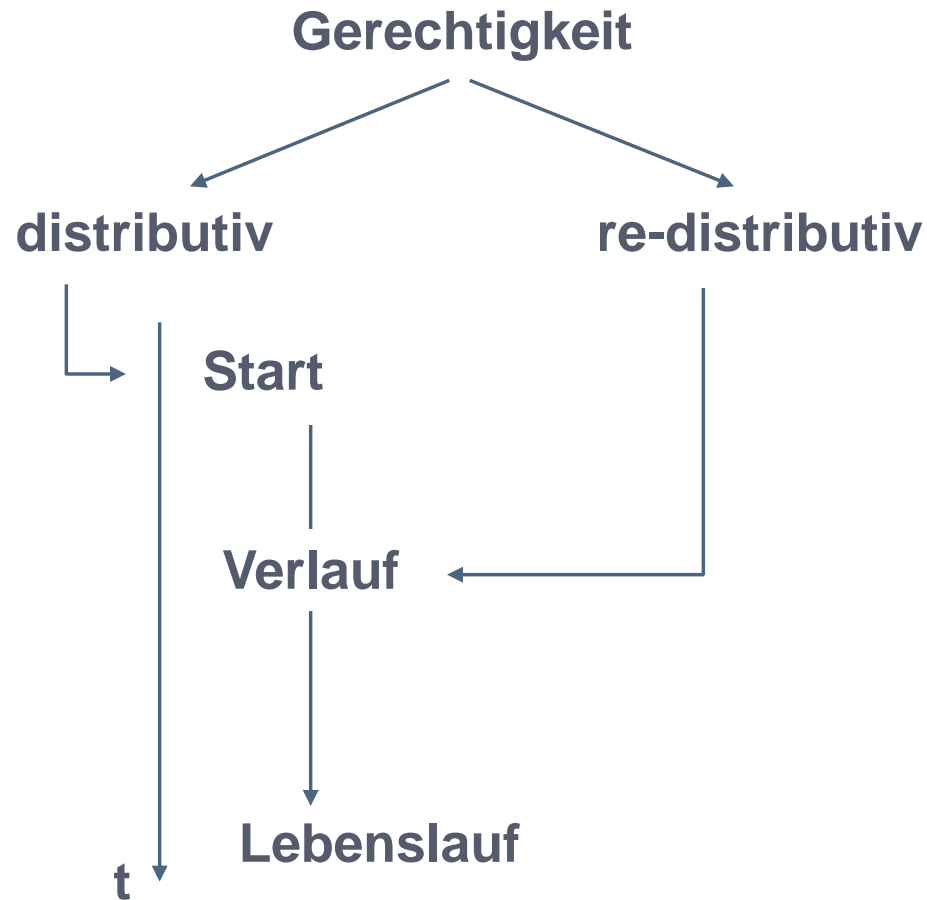 Gerechtigkeit
distributiv
re-distributiv
Start
Verlauf
Lebenslauf
t